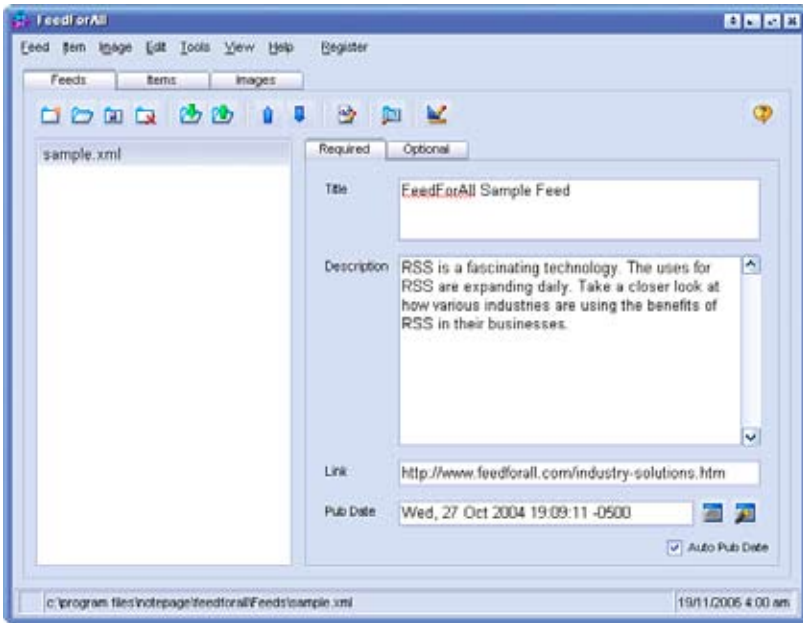 FeedForAll
Feed Item Image Edit Tools View Help Register
Feeds Items Images
sample.xml
Required Optional
Title
FeedForAll Sample Feed
Description
RSS is a fascinating technology. The uses for
RSS are expanding daily. Take a closer look at
how various industries are using the benefits of
RSS in their businesses.
Link
http://www.feedforall.com/industry-solutions.htm
Pub Date
Wed, 27 Oct 2004 19:09:11 -0500
Auto Pub Date
c:\program files\notepage\feedforall\Feeds\sample.xml
19/11/2006 4:00 am